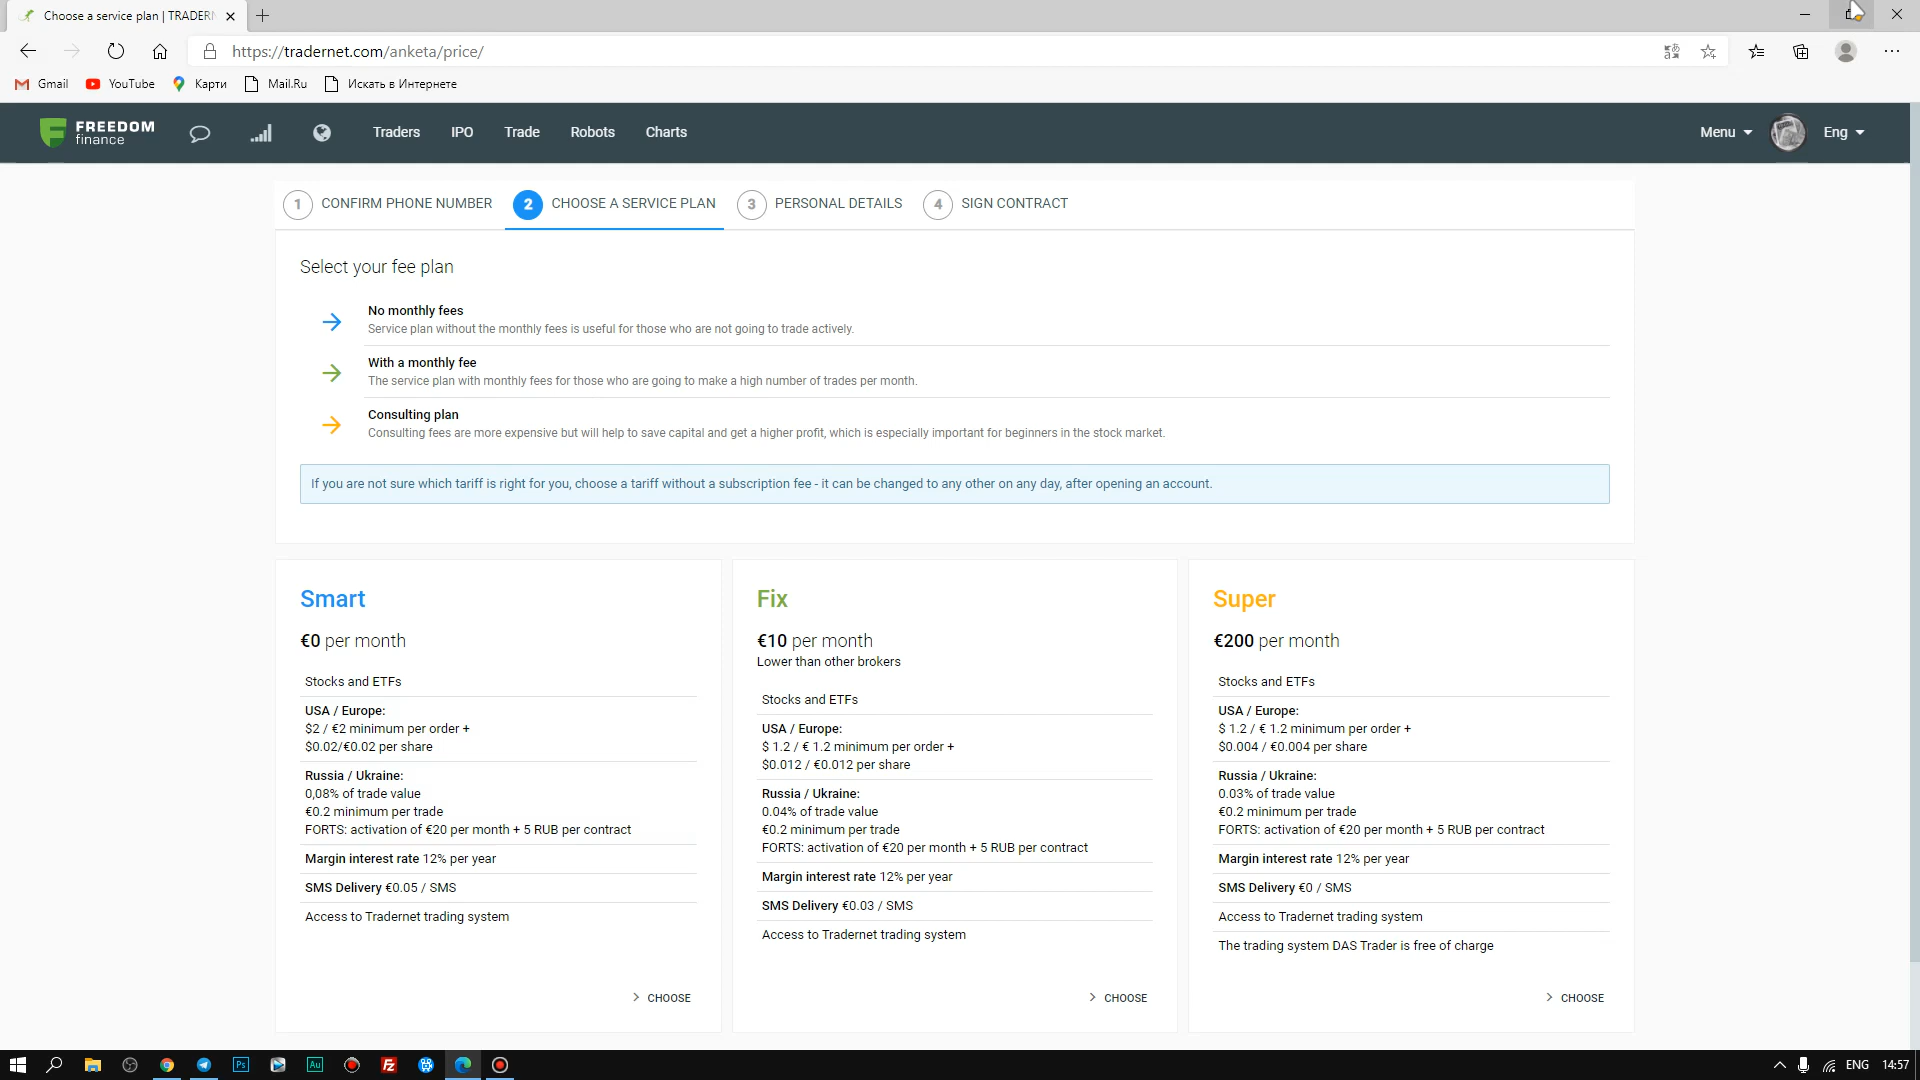 Choose a service plan | TRADERN
https://tradernet.com/anketa/price/
Gmail
YouTube
Карти
Mail.Ru
Искать в Интернете
FREEDOM
finance
Traders
IPO
Trade
Robots
Charts
Menu
Eng
1 CONFIRM PHONE NUMBER
2 CHOOSE A SERVICE PLAN
3 PERSONAL DETAILS
4 SIGN CONTRACT
Select your fee plan
No monthly fees
Service plan without the monthly fees is useful for those who are not going to trade actively.
With a monthly fee
The service plan with monthly fees for those who are going to make a high number of trades per month.
Consulting plan
Consulting fees are more expensive but will help to save capital and get a higher profit, which is especially important for beginners in the stock market.
If you are not sure which tariff is right for you, choose a tariff without a subscription fee - it can be changed to any other on any day, after opening an account.
Smart
€0 per month
Stocks and ETFs
USA / Europe:
$2 / €2 minimum per order +
$0.02/€0.02 per share
Russia / Ukraine:
0,08% of trade value
€0.2 minimum per trade
FORTS: activation of €20 per month + 5 RUB per contract
Margin interest rate 12% per year
SMS Delivery €0.05 / SMS
Access to Tradernet trading system
CHOOSE
Fix
€10 per month
Lower than other brokers
Stocks and ETFs
USA / Europe:
$ 1.2 / € 1.2 minimum per order +
$0.012 / €0.012 per share
Russia / Ukraine:
0.04% of trade value
€0.2 minimum per trade
FORTS: activation of €20 per month + 5 RUB per contract
Margin interest rate 12% per year
SMS Delivery €0.03 / SMS
Access to Tradernet trading system
CHOOSE
Super
€200 per month
Stocks and ETFs
USA / Europe:
$ 1.2 / € 1.2 minimum per order +
$0.004 / €0.004 per share
Russia / Ukraine:
0.03% of trade value
€0.2 minimum per trade
FORTS: activation of €20 per month + 5 RUB per contract
Margin interest rate 12% per year
SMS Delivery €0 / SMS
Access to Tradernet trading system
The trading system DAS Trader is free of charge
CHOOSE
Ps
Au
Fz
ENG
14:57